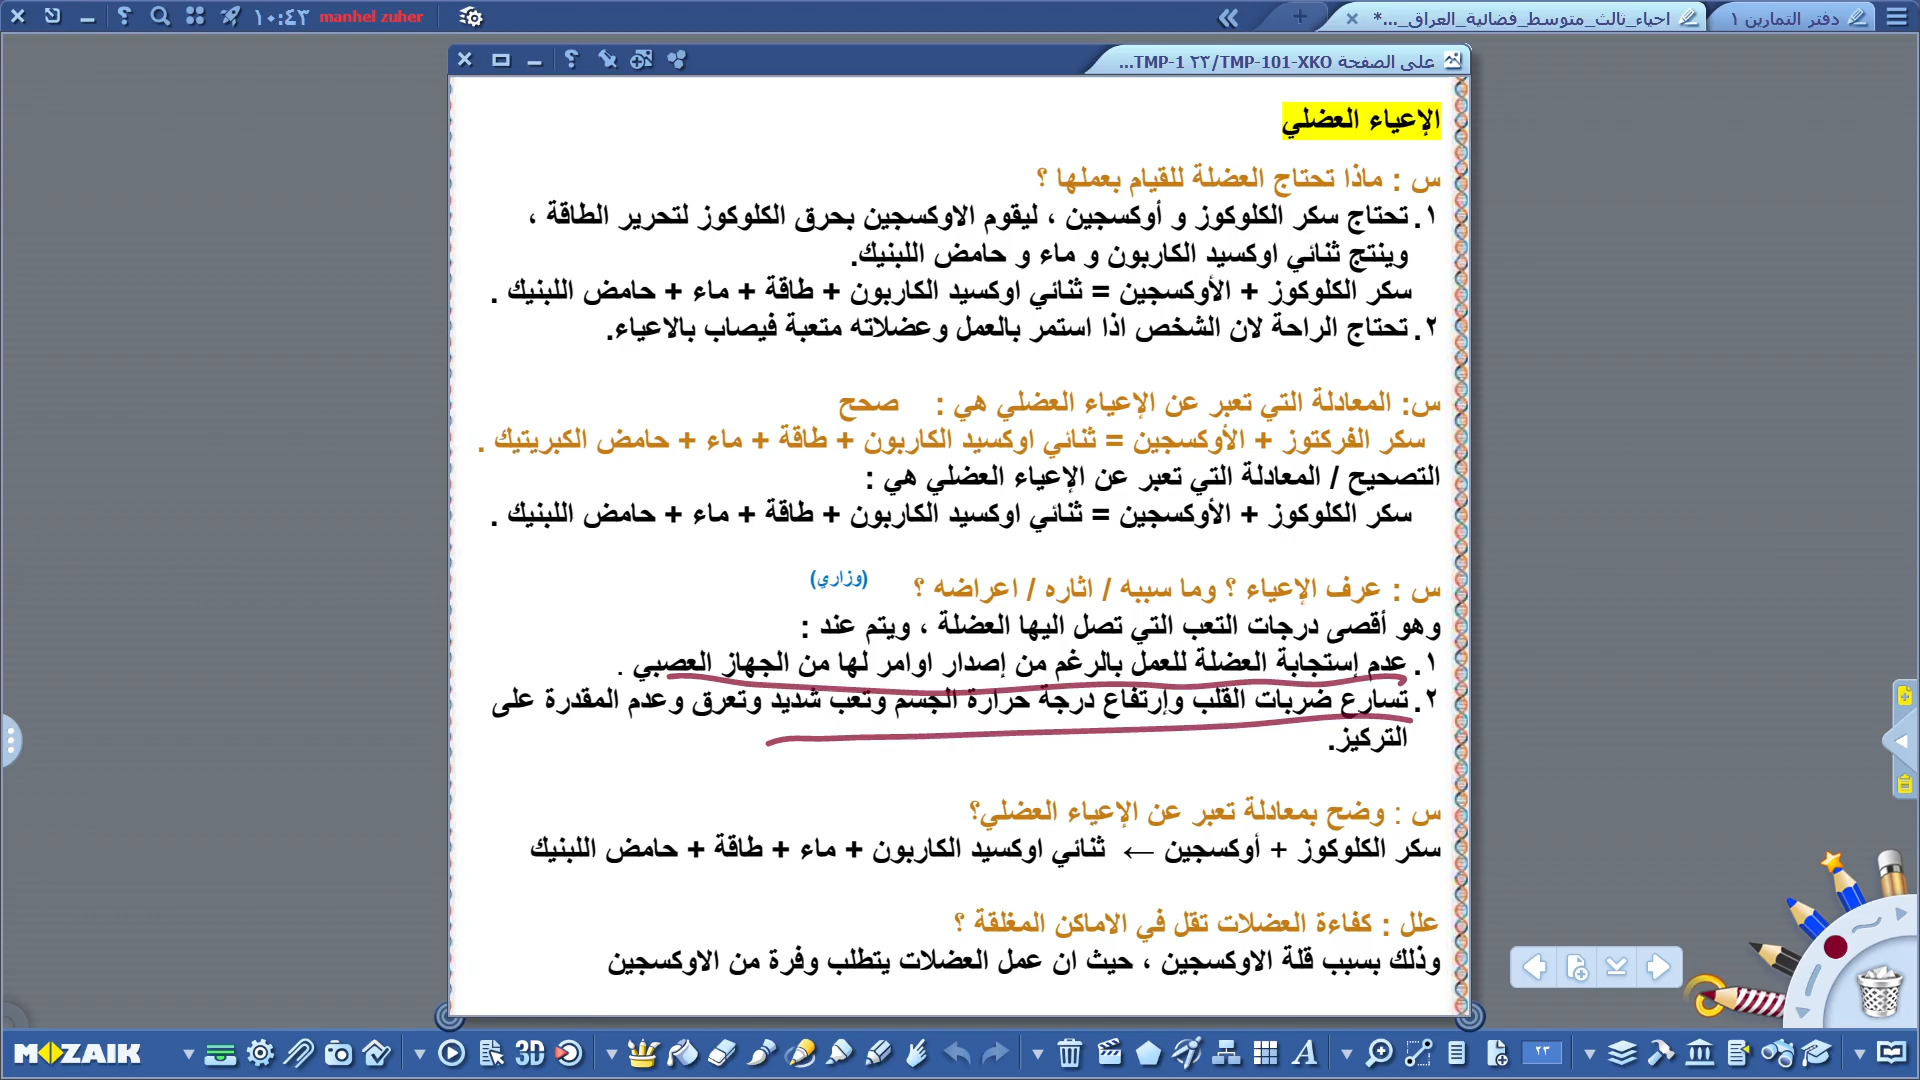 manhel zuher ١٠:٤٣
دفتر التمارين ١
احياء_ثالث_متوسط_فضائية_العراق_...*
على الصفحة ٢٣/TMP-101-XKO TMP-1...
الإعياء العضلي
س : ماذا تحتاج العضلة للقيام بعملها ؟
١. تحتاج سكر الكلوكوز و أوكسجين ، ليقوم الاوكسجين بحرق الكلوكوز لتحرير الطاقة ،
وينتج ثنائي اوكسيد الكاربون و ماء و حامض اللبنيك.
سكر الكلوكوز + الأوكسجين = ثنائي اوكسيد الكاربون + طاقة + ماء + حامض اللبنيك .
٢. تحتاج الراحة لان الشخص اذا استمر بالعمل وعضلاته متعبة فيصاب بالاعياء.
س: المعادلة التي تعبر عن الإعياء العضلي هي : صحح
سكر الفركتوز + الأوكسجين = ثنائي اوكسيد الكاربون + طاقة + ماء + حامض الكبريتيك .
التصحيح / المعادلة التي تعبر عن الإعياء العضلي هي :
سكر الكلوكوز + الأوكسجين = ثنائي اوكسيد الكاربون + طاقة + ماء + حامض اللبنيك .
س : عرف الإعياء ؟ وما سببه / اثاره / اعراضه ؟ (وزاري)
وهو أقصى درجات التعب التي تصل اليها العضلة ، ويتم عند :
١. عدم إستجابة العضلة للعمل بالرغم من إصدار اوامر لها من الجهاز العصبي .
٢. تسارع ضربات القلب وإرتفاع درجة حرارة الجسم وتعب شديد وتعرق وعدم المقدرة على
التركيز.
س : وضح بمعادلة تعبر عن الإعياء العضلي؟
سكر الكلوكوز + أوكسجين ← ثنائي اوكسيد الكاربون + ماء + طاقة + حامض اللبنيك
علل : كفاءة العضلات تقل في الاماكن المغلقة ؟
وذلك بسبب قلة الاوكسجين ، حيث ان عمل العضلات يتطلب وفرة من الاوكسجين
MOZAIK
3D
A
٢٣